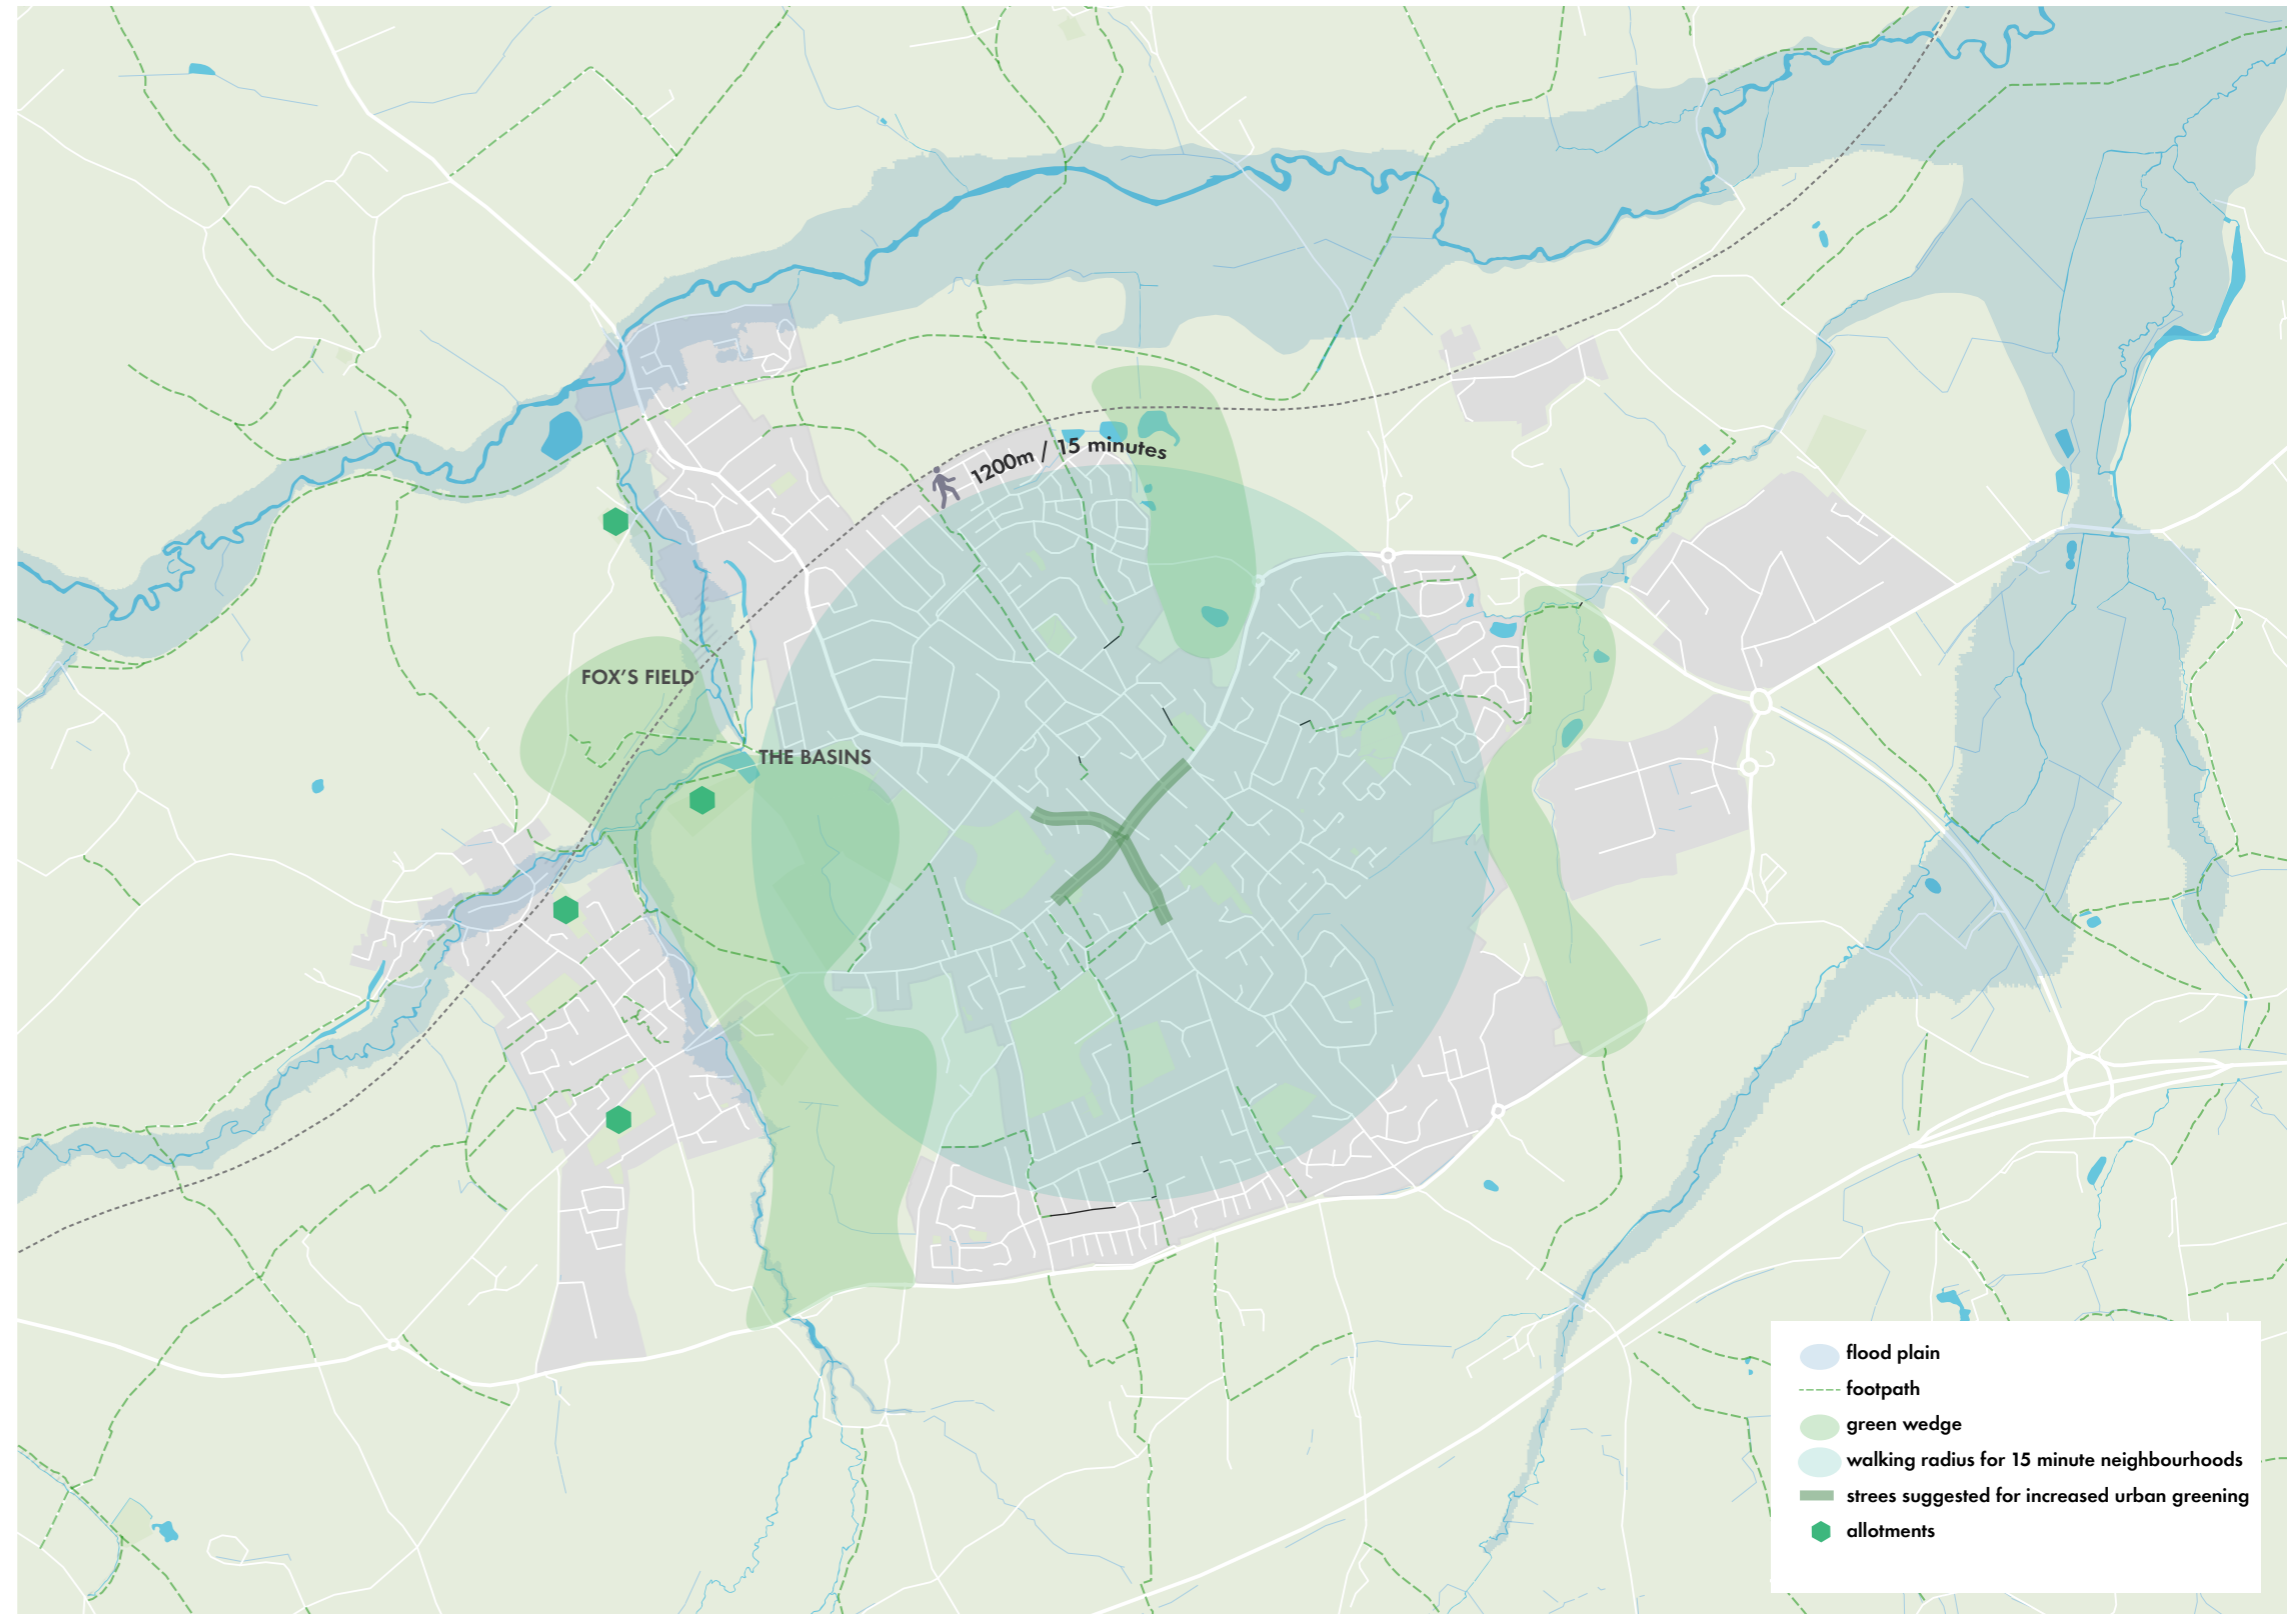 1200m / 15 minutes
FOX'S FIELD
THE BASINS
flood plain
footpath
green wedge
walking radius for 15 minute neighbourhoods
strees suggested for increased urban greening
allotments